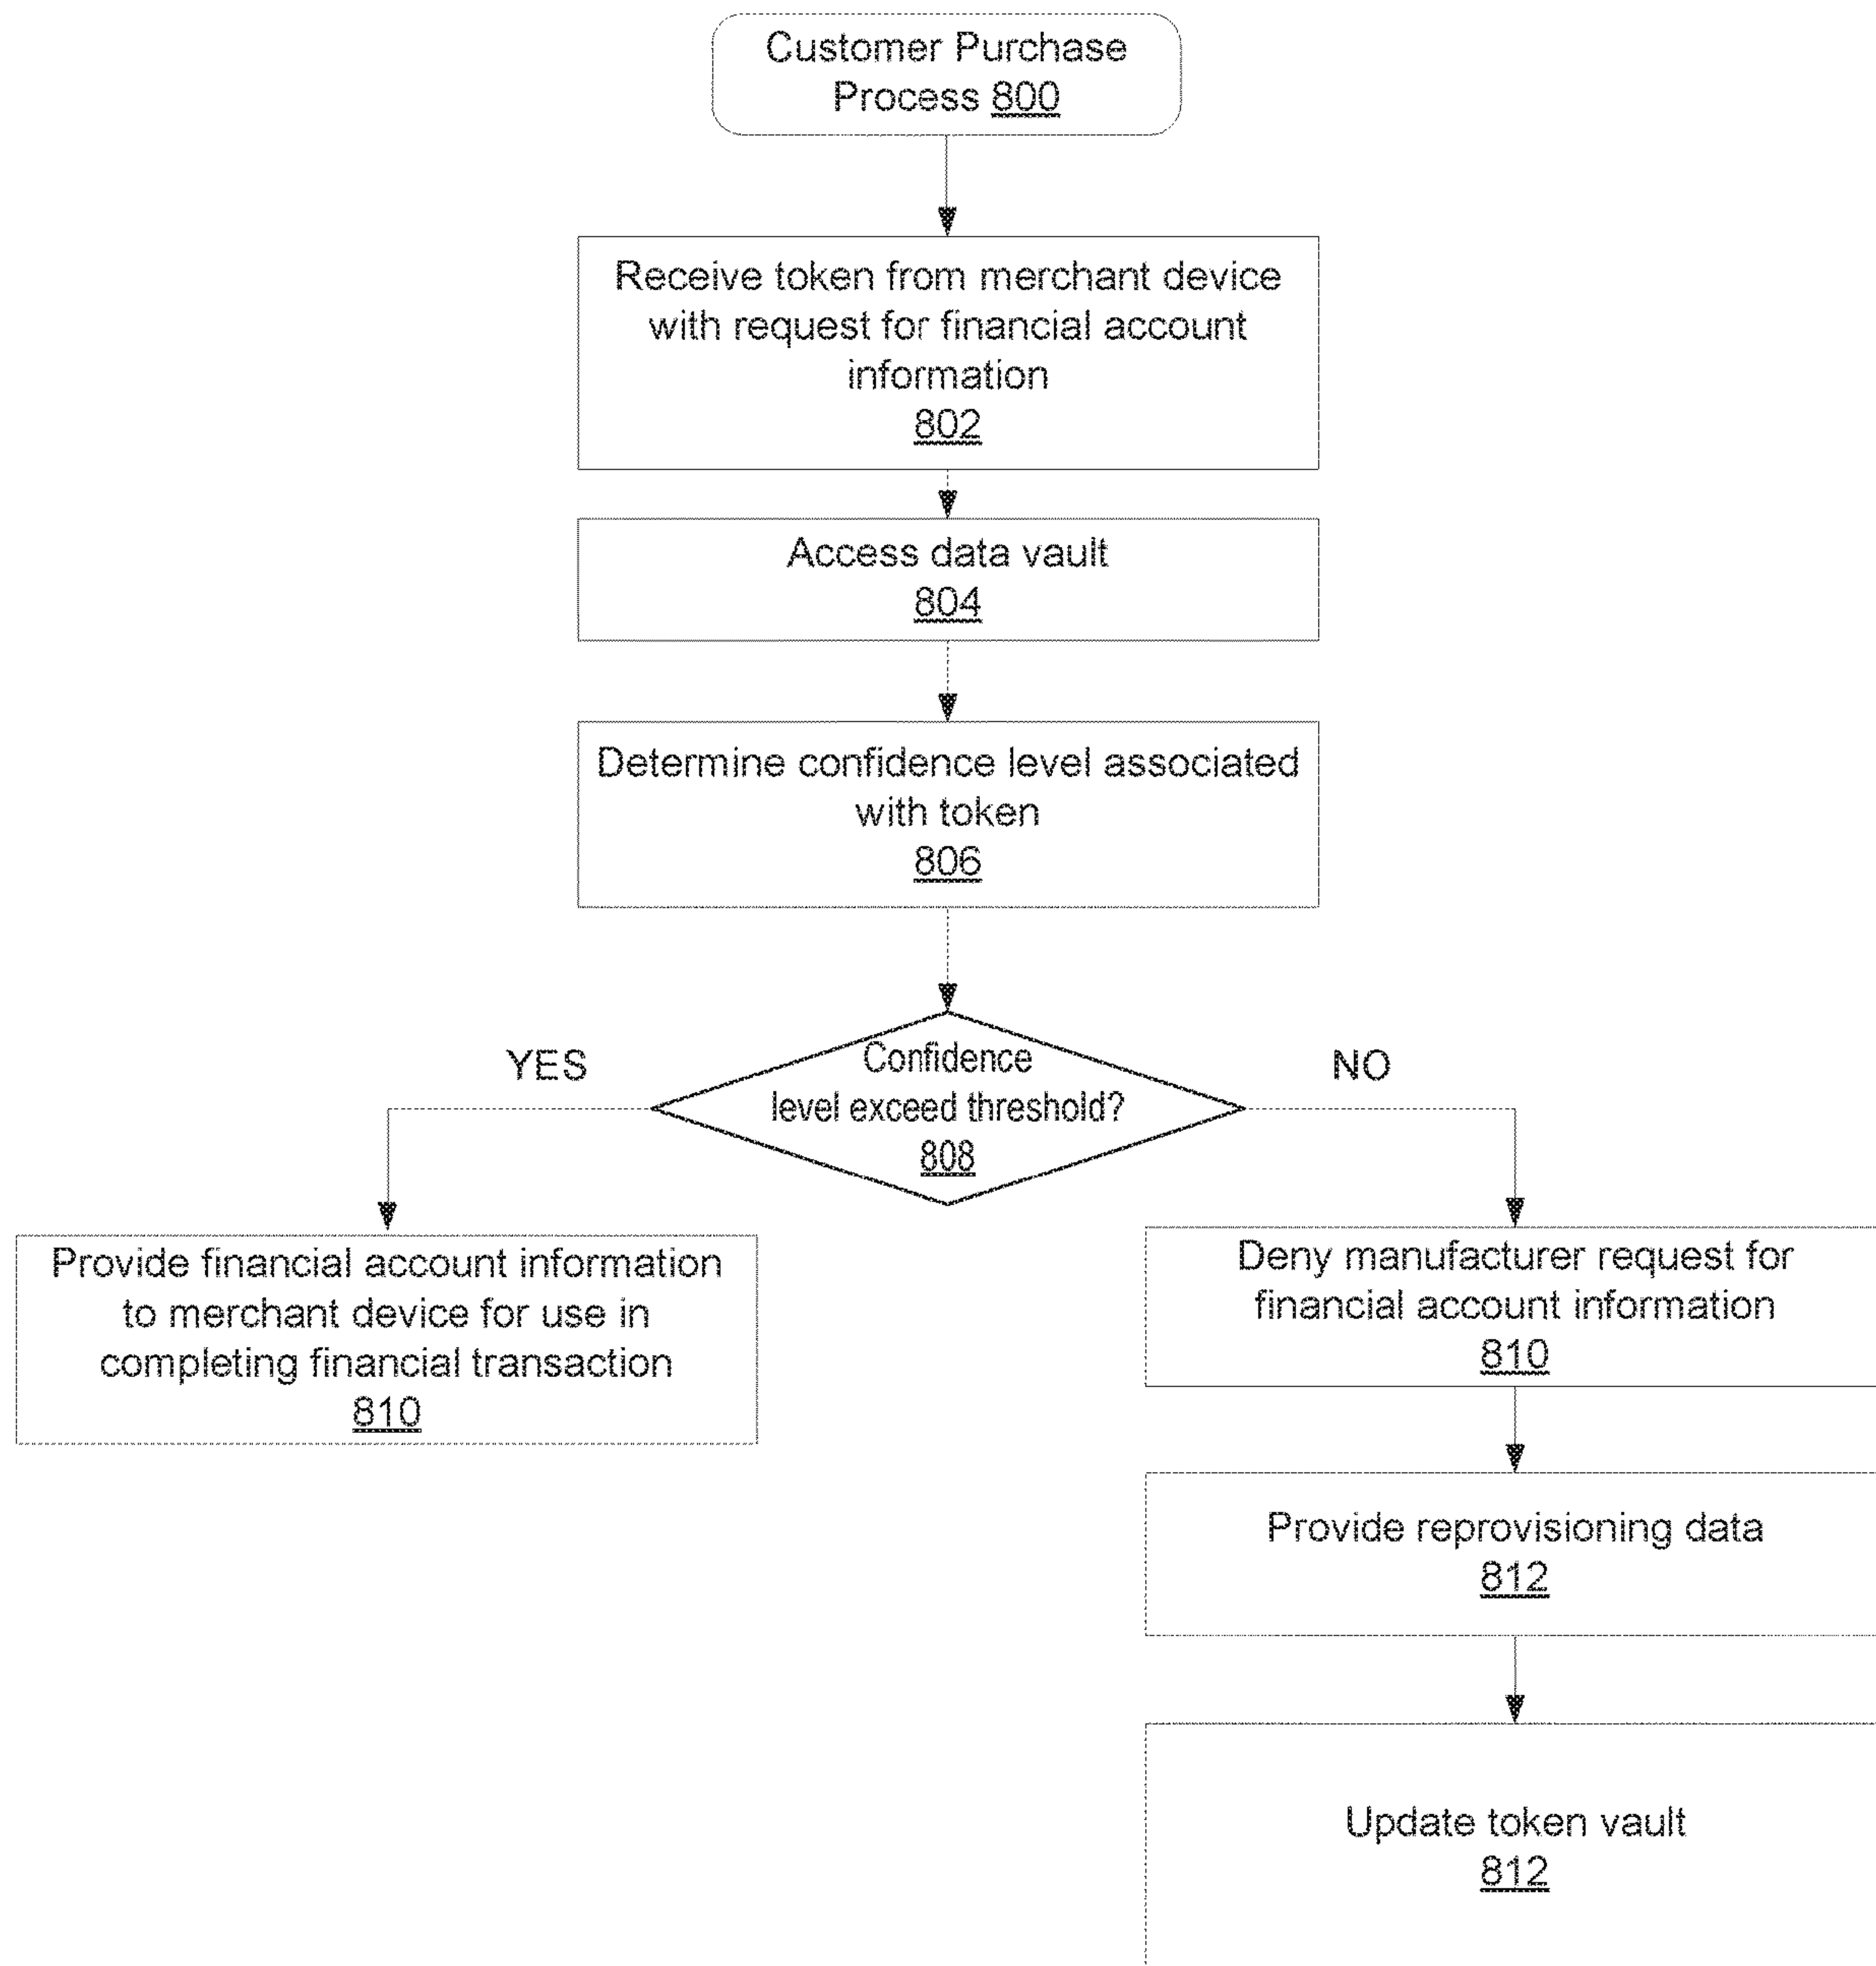 Customer Purchase
Process 800
Receive token from merchant device
with request for financial account
information
802
Access data vault
804
Determine confidence level associated
with token
806
YES
Confidence
level exceed threshold?
808
NO
Provide financial account information
to merchant device for use in
completing financial transaction
810
Deny manufacturer request for
financial account information
810
Provide reprovisioning data
812
Update token vault
812